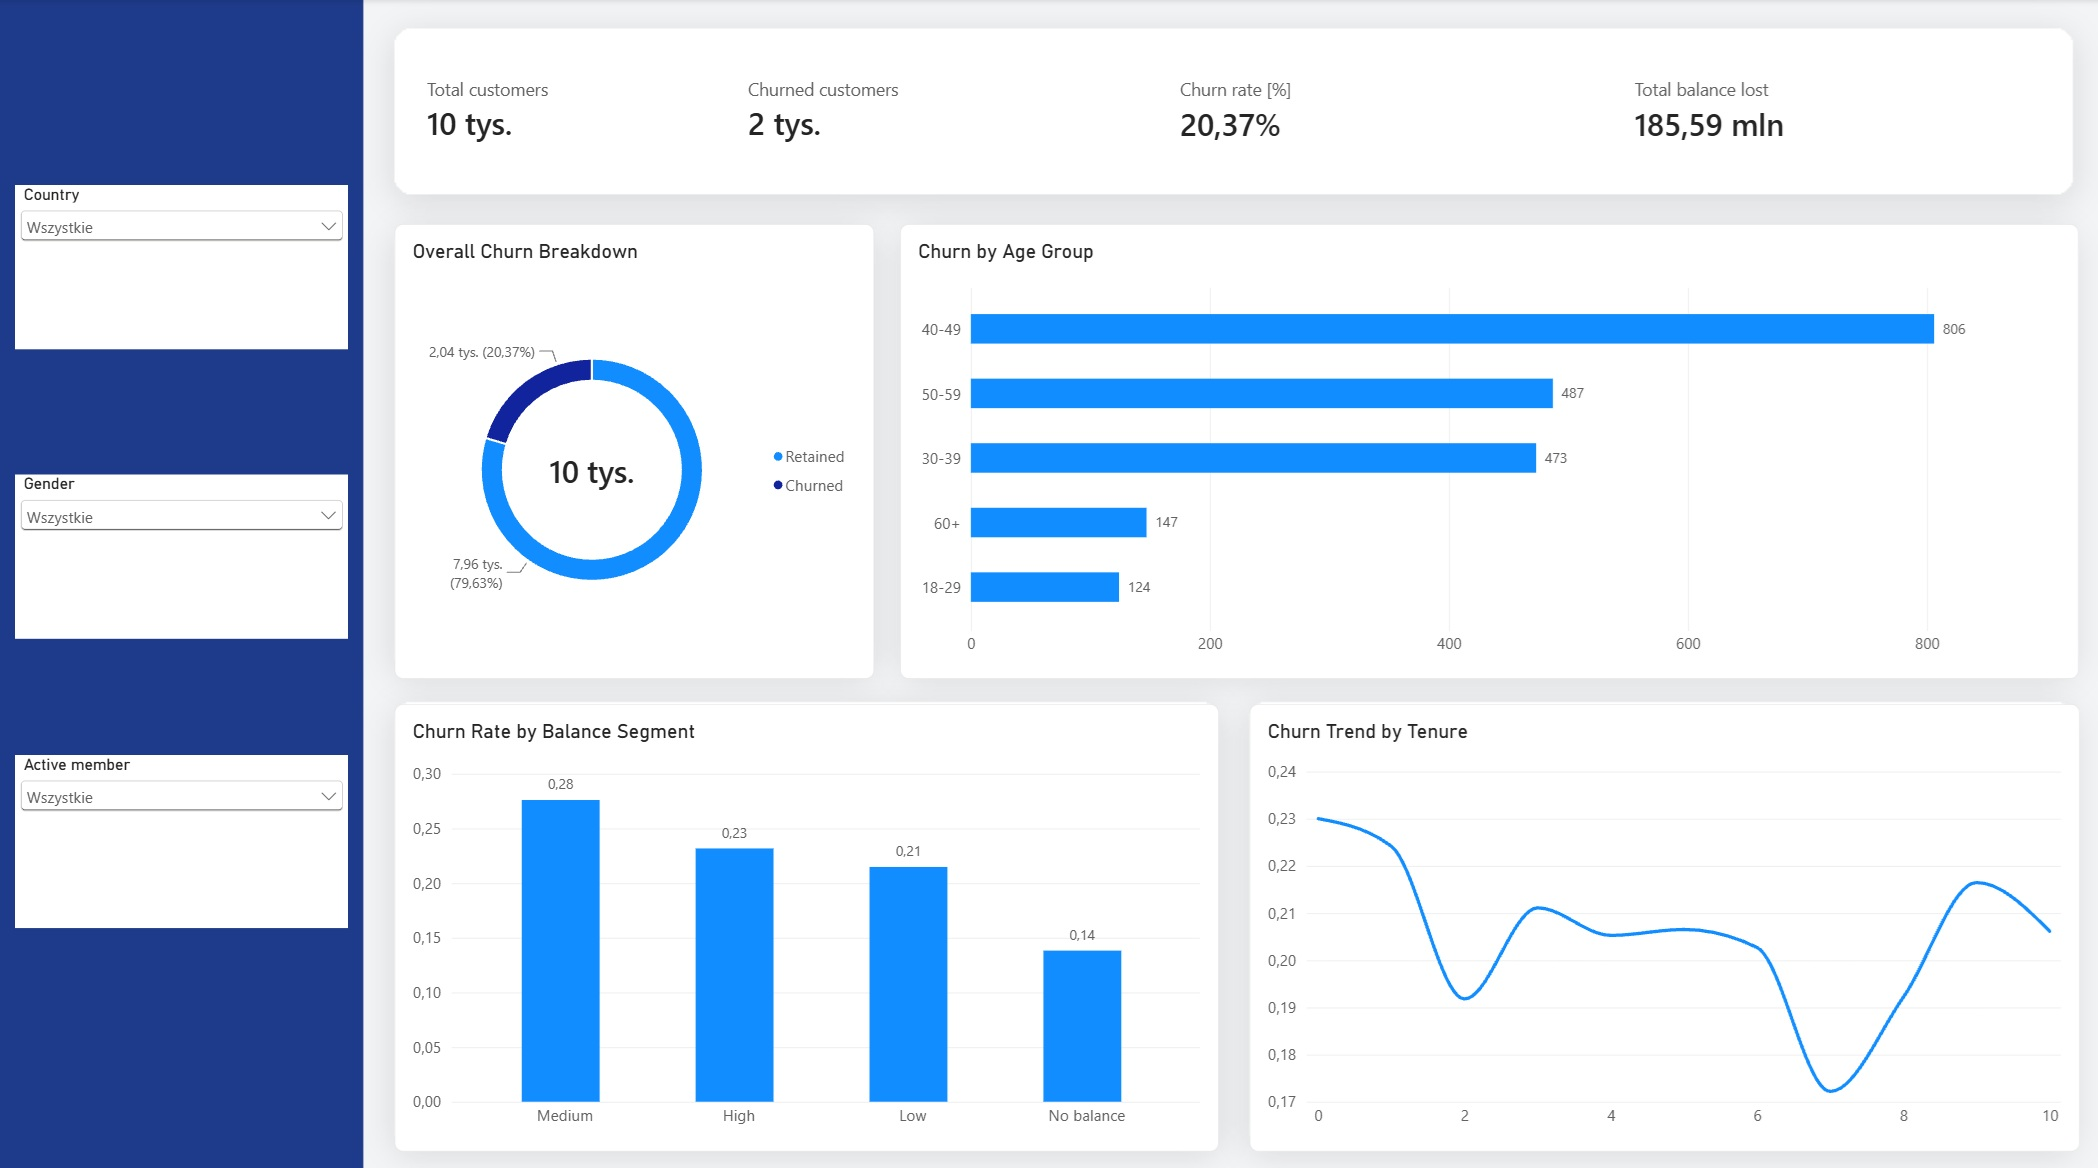 Country
Wszystkie
Gender
Wszystkie
Active member
Wszystkie
Total customers
10 tys.
Churned customers
2 tys.
Churn rate [%]
20,37%
Total balance lost
185,59 mln
Overall Churn Breakdown
2,04 tys. (20,37%)
10 tys.
7,96 tys.
(79,63%)
Retained
Churned
Churn by Age Group
40-49
806
50-59
487
30-39
473
60+
147
18-29
124
0
200
400
600
800
Churn Rate by Balance Segment
0,30
0,25
0,20
0,15
0,10
0,05
0,00
0,28
0,23
0,21
0,14
Medium
High
Low
No balance
Churn Trend by Tenure
0,24
0,23
0,22
0,21
0,20
0,19
0,18
0,17
0
2
4
6
8
10